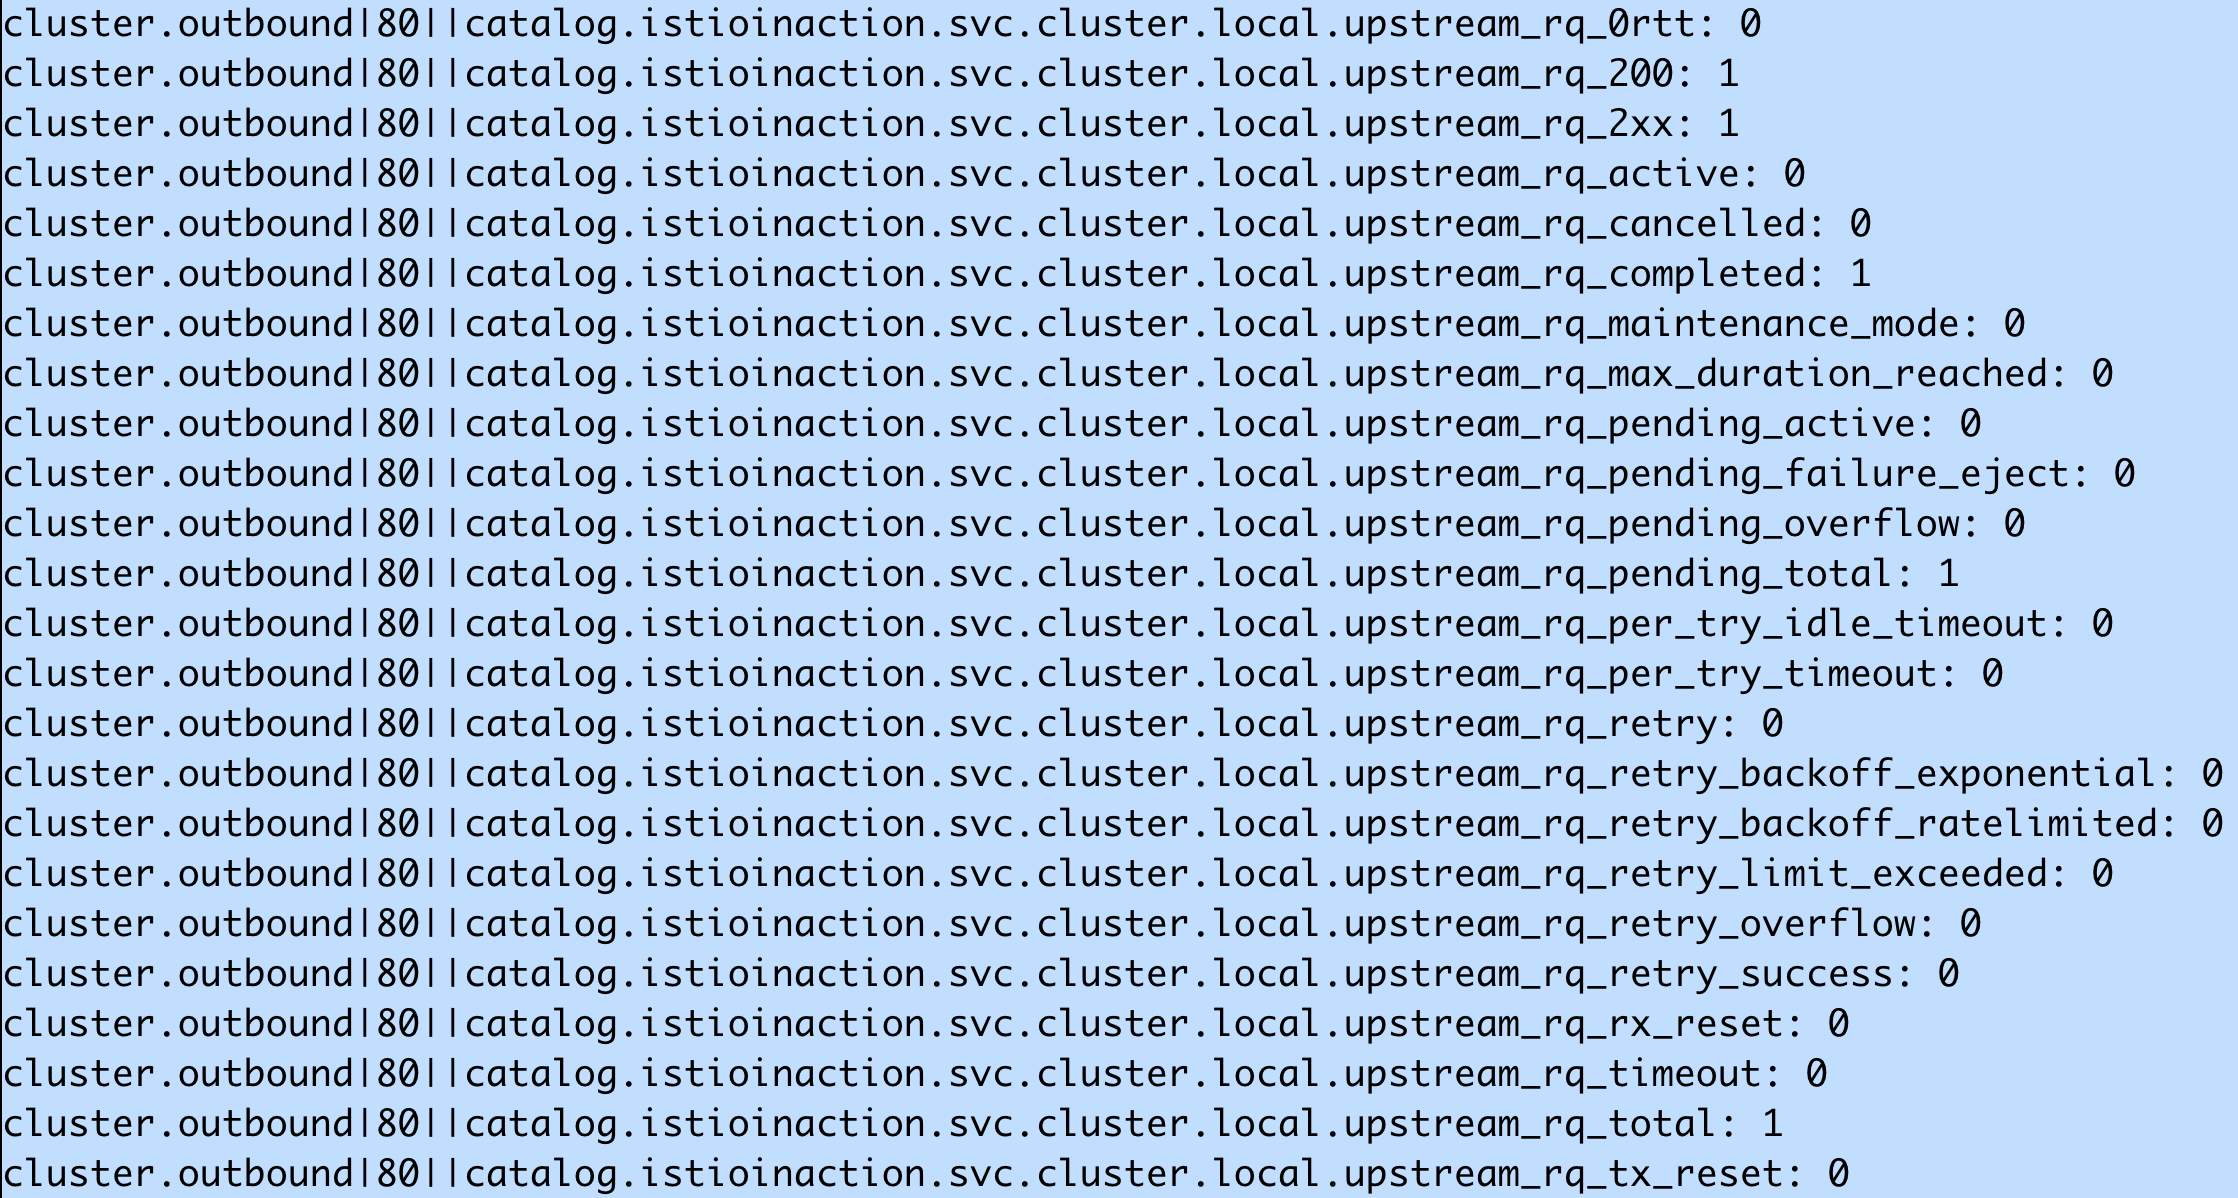 cluster.outbound|80||catalog.istioinaction.svc.cluster.local.upstream_rq_0rtt: 0
cluster.outbound|80||catalog.istioinaction.svc.cluster.local.upstream_rq_200: 1
cluster.outbound|80||catalog.istioinaction.svc.cluster.local.upstream_rq_2xx: 1
cluster.outbound|80||catalog.istioinaction.svc.cluster.local.upstream_rq_active: 0
cluster.outbound|80||catalog.istioinaction.svc.cluster.local.upstream_rq_cancelled: 0
cluster.outbound|80||catalog.istioinaction.svc.cluster.local.upstream_rq_completed: 1
cluster.outbound|80||catalog.istioinaction.svc.cluster.local.upstream_rq_maintenance_mode: 0
cluster.outbound|80||catalog.istioinaction.svc.cluster.local.upstream_rq_max_duration_reached: 0
cluster.outbound|80||catalog.istioinaction.svc.cluster.local.upstream_rq_pending_active: 0
cluster.outbound|80||catalog.istioinaction.svc.cluster.local.upstream_rq_pending_failure_eject: 0
cluster.outbound|80||catalog.istioinaction.svc.cluster.local.upstream_rq_pending_overflow: 0
cluster.outbound|80||catalog.istioinaction.svc.cluster.local.upstream_rq_pending_total: 1
cluster.outbound|80||catalog.istioinaction.svc.cluster.local.upstream_rq_per_try_idle_timeout: 0
cluster.outbound|80||catalog.istioinaction.svc.cluster.local.upstream_rq_per_try_timeout: 0
cluster.outbound|80||catalog.istioinaction.svc.cluster.local.upstream_rq_retry: 0
cluster.outbound|80||catalog.istioinaction.svc.cluster.local.upstream_rq_retry_backoff_exponential: 0
cluster.outbound|80||catalog.istioinaction.svc.cluster.local.upstream_rq_retry_backoff_ratelimited: 0
cluster.outbound|80||catalog.istioinaction.svc.cluster.local.upstream_rq_retry_limit_exceeded: 0
cluster.outbound|80||catalog.istioinaction.svc.cluster.local.upstream_rq_retry_overflow: 0
cluster.outbound|80||catalog.istioinaction.svc.cluster.local.upstream_rq_retry_success: 0
cluster.outbound|80||catalog.istioinaction.svc.cluster.local.upstream_rq_rx_reset: 0
cluster.outbound|80||catalog.istioinaction.svc.cluster.local.upstream_rq_timeout: 0
cluster.outbound|80||catalog.istioinaction.svc.cluster.local.upstream_rq_total: 1
cluster.outbound|80||catalog.istioinaction.svc.cluster.local.upstream_rq_tx_reset: 0